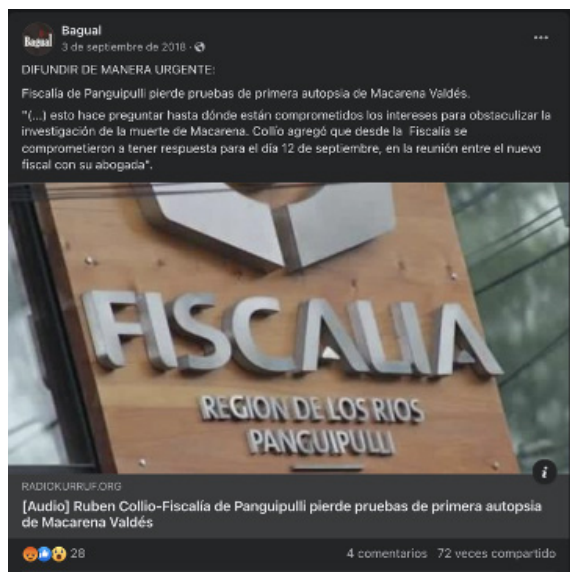 Bagual
Bagual
3 de septiembre de 2018 ·
DIFUNDIR DE MANERA URGENTE:
Fiscalía de Panguipulli pierde pruebas de primera autopsia de Macarena Valdés.
"(...) esto hace preguntar hasta dónde están comprometidos los intereses para obstaculizar la
investigación de la muerte de Macarena. Collío agregó que desde la Fiscalía se
comprometieron a tener respuesta para el día 12 de septiembre, en la reunión entre el nuevo
fiscal con su abogada".
FISCALIA
REGION DE LOS RIOS
PANGUIPULLI
RADIOKURRUF.ORG
[Audio] Ruben Collio-Fiscalía de Panguipulli pierde pruebas de primera autopsia
de Macarena Valdés
28
4 comentarios 72 veces compartido